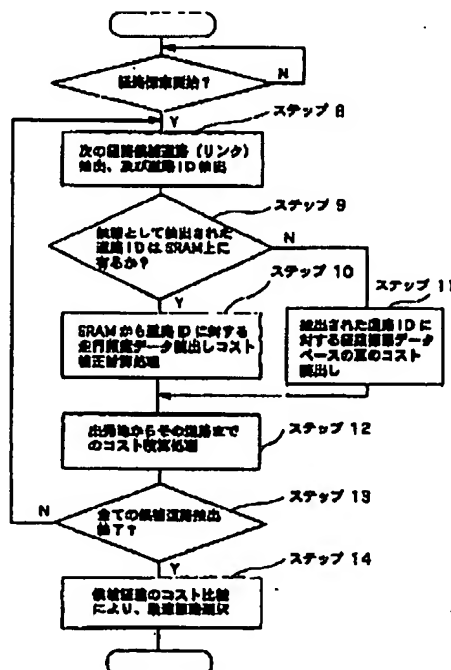 経路探索開始?
N
Y
ステップ 8
次の経路候補道路(リンク)
抽出、及び道路ID抽出
ステップ 9
候補として抽出された
道路IDはSRAM上に
有るか?
N
Y
ステップ 10
SRAMから道路IDに対する
走行頻度データ読出しコスト
補正計算処理
ステップ 11
抽出された道路IDに
対する経路探索データ
ベースの真のコスト
読出し
ステップ 12
出発地からその道路まで
のコスト積算処理
ステップ 13
全ての候補道路抽出
終了?
N
Y
ステップ 14
候補経路のコスト比較
により、最適経路選択